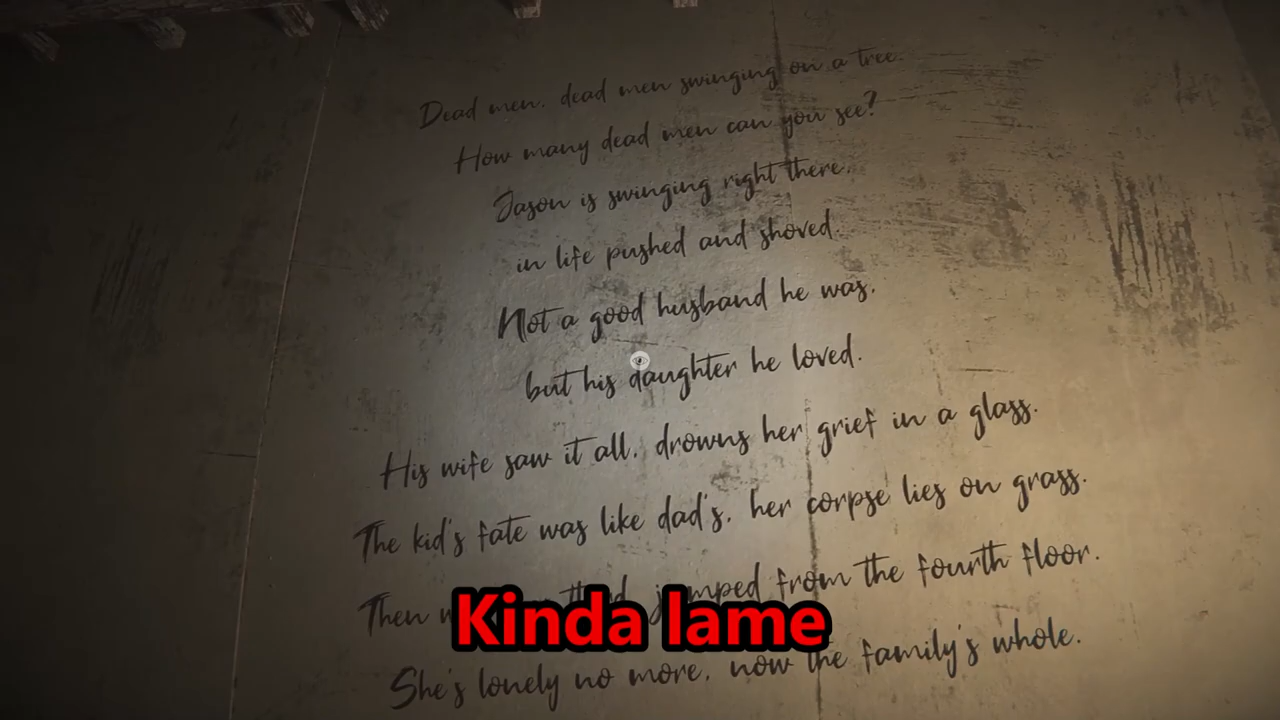 Dead men, dead men swinging on a tree.
How many dead men can you see?
Jason is swinging right there,
in life pushed and shoved.
Not a good husband he was,
but his daughter he loved.
His wife saw it all, drowns her grief in a glass.
The kid's fate was like dad's, her corpse lies on grass.
Then jumped from the fourth floor.
Kinda lame
She's lonely no more, now the family's whole.